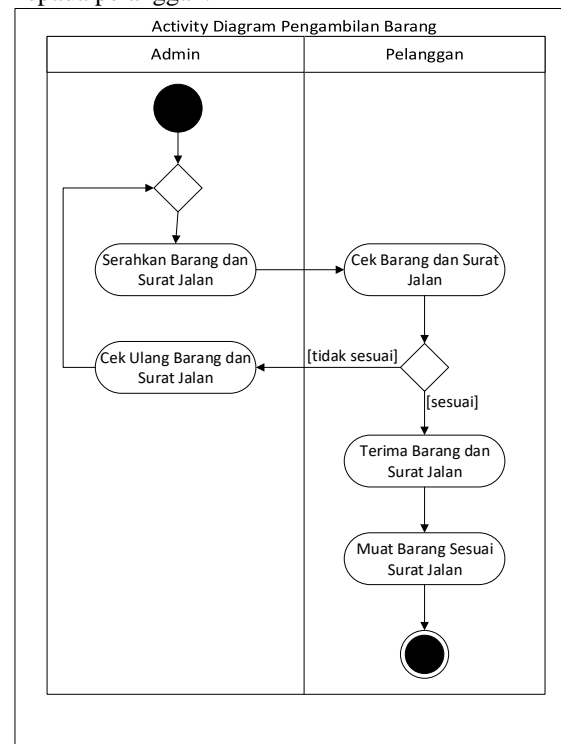 Activity Diagram Pengambilan Barang
Admin
Pelanggan
Serahkan Barang dan
Surat Jalan
Cek Barang dan Surat
Jalan
[tidak sesuai]
Cek Ulang Barang dan
Surat Jalan
[sesuai]
Terima Barang dan
Surat Jalan
Muat Barang Sesuai
Surat Jalan